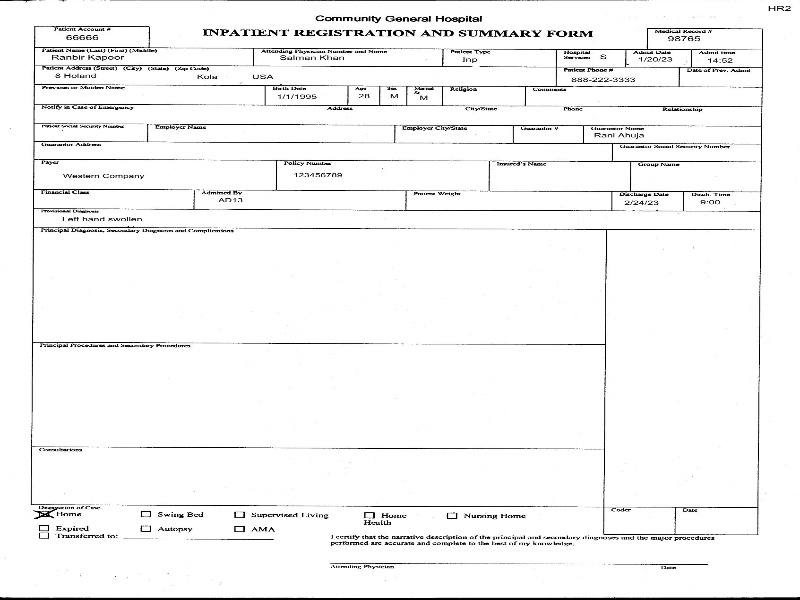 HR2
Community General Hospital
Patient Account #
66666
INPATIENT REGISTRATION AND SUMMARY FORM
Medical Record #
98765
Patient Name (Last) (First) (Middle)
Ranbir Kapoor
Attending Physician Number and Name
Salman Khan
Patient Type
Inp
Hospital Services S
Admit Date
1/20/23
Admit time
14:52
Patient Address (Street) (City) (State) (Zip Code)
8 Holand Kola USA
Patient Phone #
888-222-3333
Date of Prev. Admit
Previous or Maiden Name
Birth Date
1/1/1995
Age
28
Sex
M
Marital St
M
Religion
Comments
Notify in Case of Emergency
Address
City/State
Phone
Relationship
Patient Social Security Number
Employer Name
Employer City/State
Guarantor #
Guarantor Name
Rani Ahuja
Guarantor Address
Guarantor Social Security Number
Payer
Western Company
Policy Number
123456789
Insured's Name
Group Name
Financial Class
Admitted By
AD13
Patient Weight
Discharge Date
2/24/23
Disch. Time
9:00
Provisional Diagnosis
Left hand swollen
Principal Diagnosis, Secondary Diagnosis and Complications
Principal Procedures and Secondary Procedures
Consultations
Disposition of Case
Home
Swing Bed
Supervised Living
Home Health
Nursing Home
Expired
Autopsy
AMA
Transferred to:
Coder
Date
I certify that the narrative description of the principal and secondary diagnoses and the major procedures
performed are accurate and complete to the best of my knowledge.
Attending Physician
Date